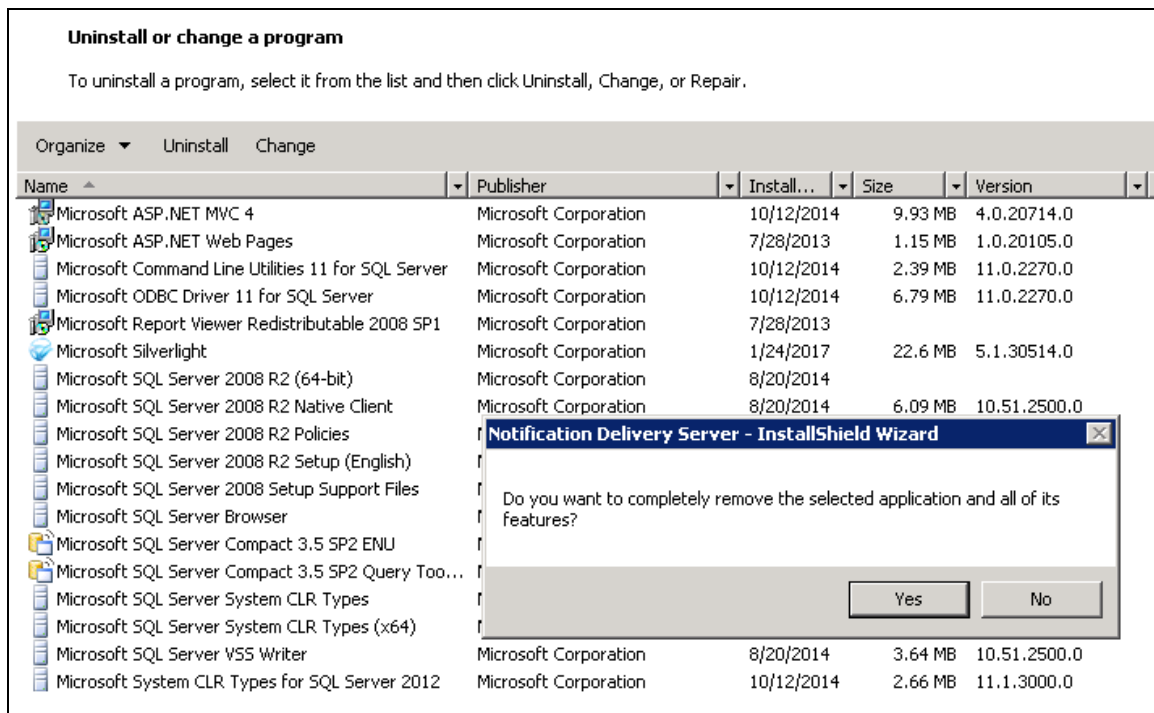 Uninstall or change a program
To uninstall a program, select it from the list and then click Uninstall, Change, or Repair.
Organize Uninstall Change
Name Publisher Install... Size Version
Microsoft ASP.NET MVC 4 Microsoft Corporation 10/12/2014 9.93 MB 4.0.20714.0
Microsoft ASP.NET Web Pages Microsoft Corporation 7/28/2013 1.15 MB 1.0.20105.0
Microsoft Command Line Utilities 11 for SQL Server Microsoft Corporation 10/12/2014 2.39 MB 11.0.2270.0
Microsoft ODBC Driver 11 for SQL Server Microsoft Corporation 10/12/2014 6.79 MB 11.0.2270.0
Microsoft Report Viewer Redistributable 2008 SP1 Microsoft Corporation 7/28/2013
Microsoft Silverlight Microsoft Corporation 1/24/2017 22.6 MB 5.1.30514.0
Microsoft SQL Server 2008 R2 (64-bit) Microsoft Corporation 8/20/2014
Microsoft SQL Server 2008 R2 Native Client Microsoft Corporation 8/20/2014 6.09 MB 10.51.2500.0
Microsoft SQL Server 2008 R2 Policies
Microsoft SQL Server 2008 R2 Setup (English)
Microsoft SQL Server 2008 Setup Support Files
Microsoft SQL Server Browser
Microsoft SQL Server Compact 3.5 SP2 ENU
Microsoft SQL Server Compact 3.5 SP2 Query Too...
Microsoft SQL Server System CLR Types
Microsoft SQL Server System CLR Types (x64)
Notification Delivery Server - InstallShield Wizard
Do you want to completely remove the selected application and all of its
features?
Yes No
Microsoft SQL Server VSS Writer Microsoft Corporation 8/20/2014 3.64 MB 10.51.2500.0
Microsoft System CLR Types for SQL Server 2012 Microsoft Corporation 10/12/2014 2.66 MB 11.1.3000.0